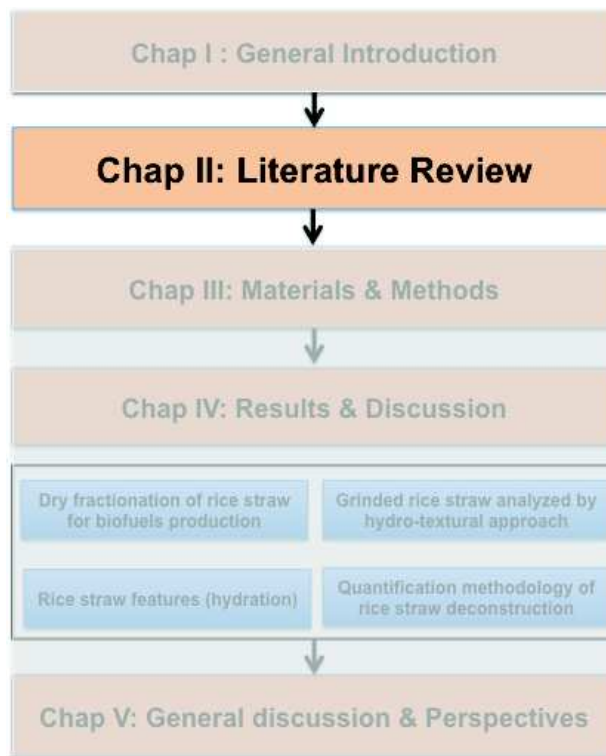 Chap I : General Introduction
Chap II: Literature Review
Chap III: Materials & Methods
Chap IV: Results & Discussion
Dry fractionation of rice straw
for biofuels production
Grinded rice straw analyzed by
hydro-textural approach
Rice straw features (hydration)
Quantification methodology of
rice straw deconstruction
Chap V: General discussion & Perspectives